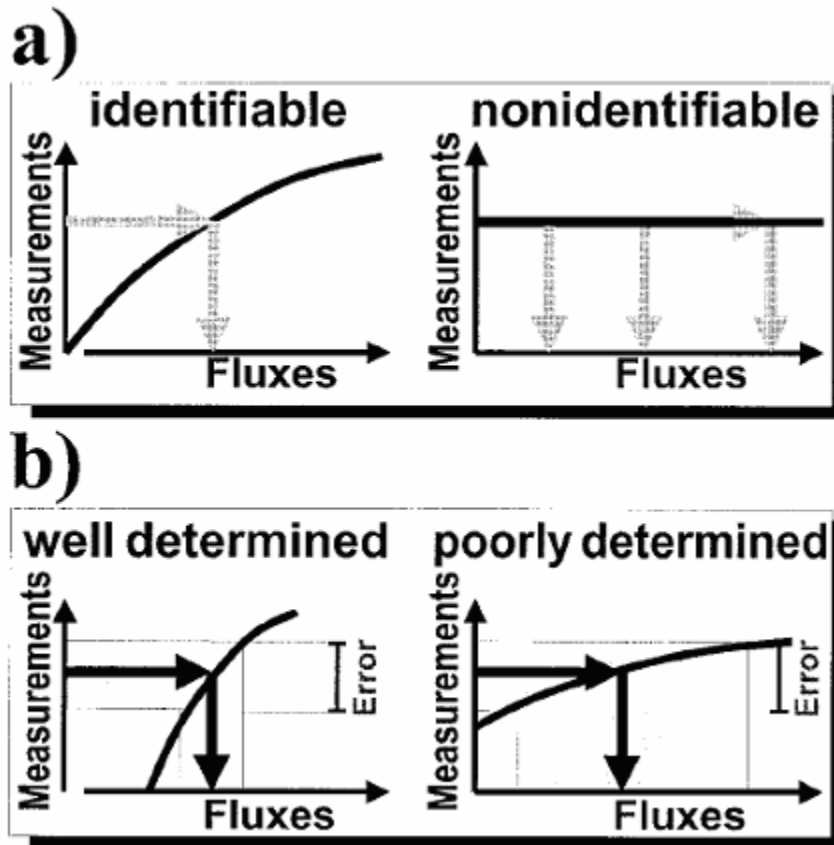 a)
identifiable
nonidentifiable
Measurements
Fluxes
Measurements
Fluxes
b)
well determined
poorly determined
Measurements
Error
Fluxes
Measurements
Error
Fluxes